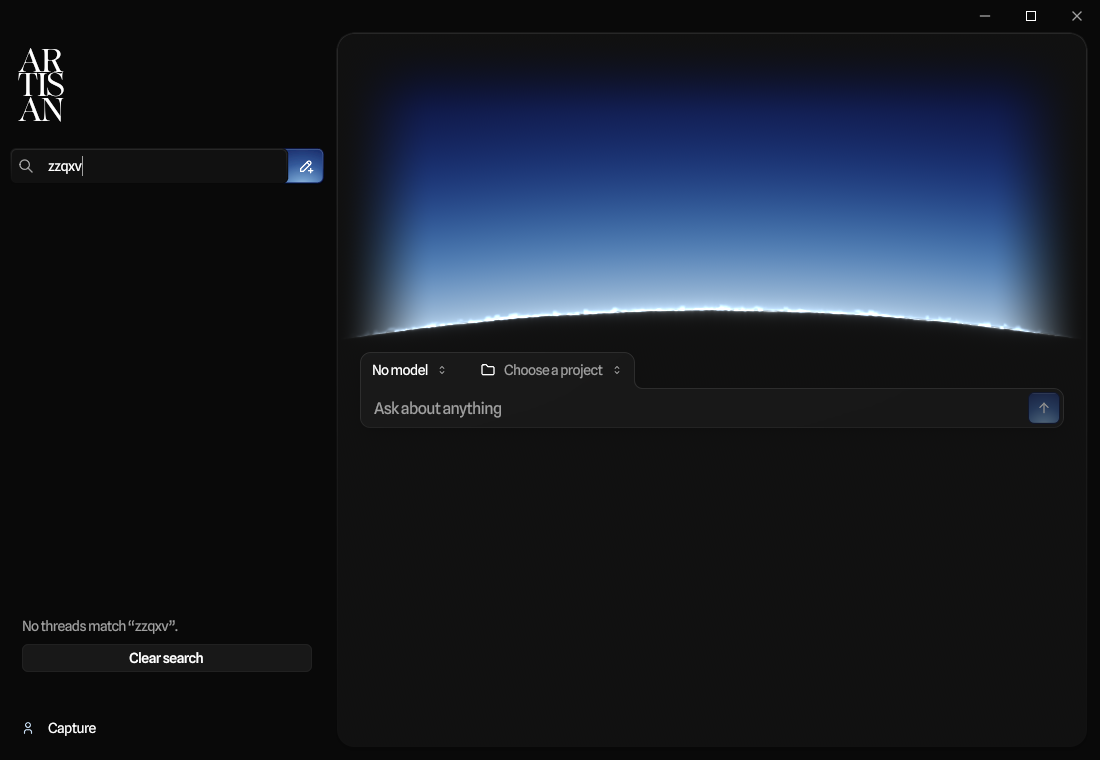 AR
TIS
AN
zzqxv
No model
Choose a project
Ask about anything
No threads match “zzqxv”.
Clear search
Capture